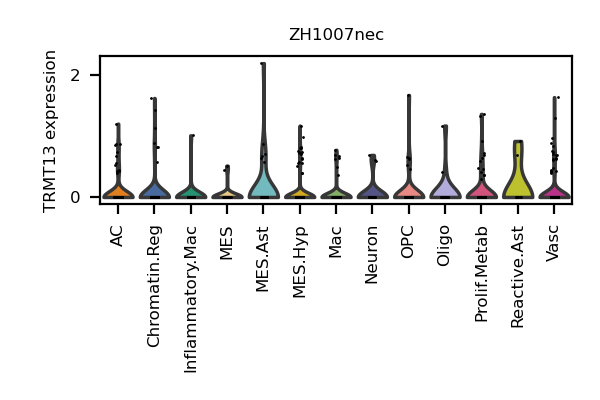 ZH1007nec
TRMT13 expression
2
0
AC
Chromatin.Reg
Inflammatory.Mac
MES
MES.Ast
MES.Hyp
Mac
Neuron
OPC
Oligo
Prolif.Metab
Reactive.Ast
Vasc